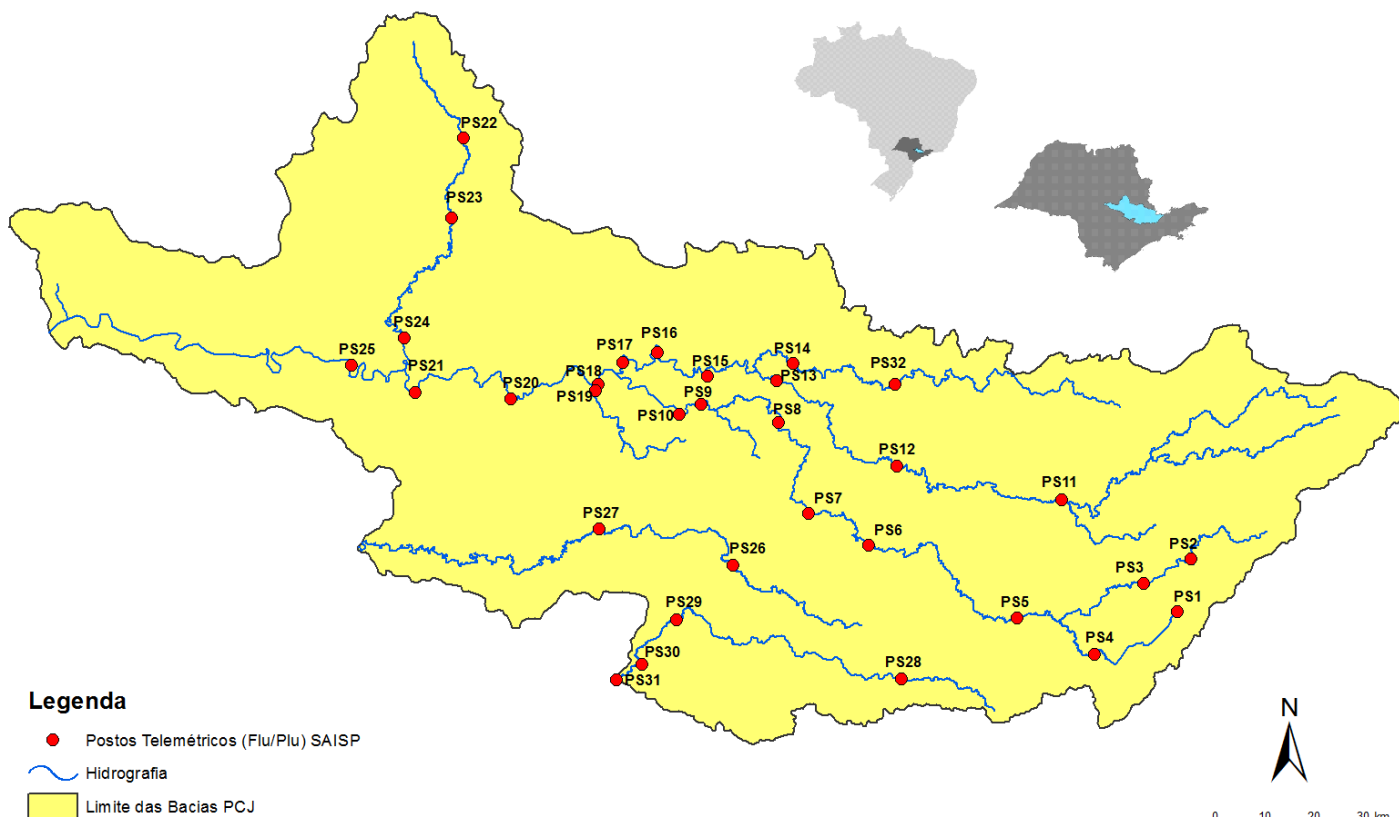 PS22
PS23
PS24
PS25
PS21
PS20
PS16
PS17
PS18
PS19
PS15
PS14
PS13
PS32
PS9
PS10
PS8
PS12
PS11
PS7
PS6
PS27
PS26
PS2
PS3
PS1
PS5
PS4
PS29
PS30
PS31
PS28
Legenda
Postos Telemétricos (Flu/Plu) SAISP
Hidrografia
Limite das Bacias PCJ
N
0 10 20 30 km